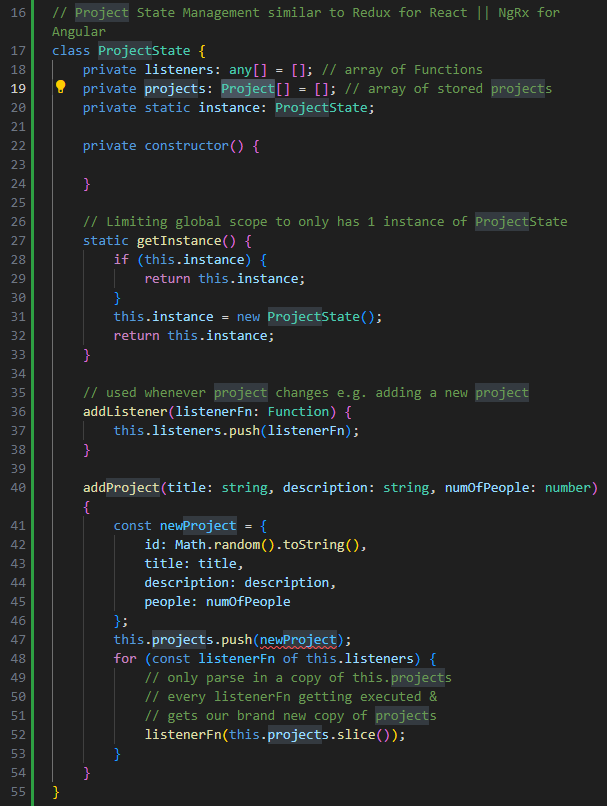 16 // Project State Management similar to Redux for React || NgRx for
Angular
17 class ProjectState {
18 private listeners: any[] = []; // array of Functions
19 private projects: Project[] = []; // array of stored projects
20 private static instance: ProjectState;
21
22 private constructor() {
23
24 }
25
26 // Limiting global scope to only has 1 instance of ProjectState
27 static getInstance() {
28 if (this.instance) {
29 return this.instance;
30 }
31 this.instance = new ProjectState();
32 return this.instance;
33 }
34
35 // used whenever project changes e.g. adding a new project
36 addListener(listenerFn: Function) {
37 this.listeners.push(listenerFn);
38 }
39
40 addProject(title: string, description: string, numOfPeople: number)
{
41 const newProject = {
42 id: Math.random().toString(),
43 title: title,
44 description: description,
45 people: numOfPeople
46 };
47 this.projects.push(newProject);
48 for (const listenerFn of this.listeners) {
49 // only parse in a copy of this.projects
50 // every listenerFn getting executed &
51 // gets our brand new copy of projects
52 listenerFn(this.projects.slice());
53 }
54 }
55 }